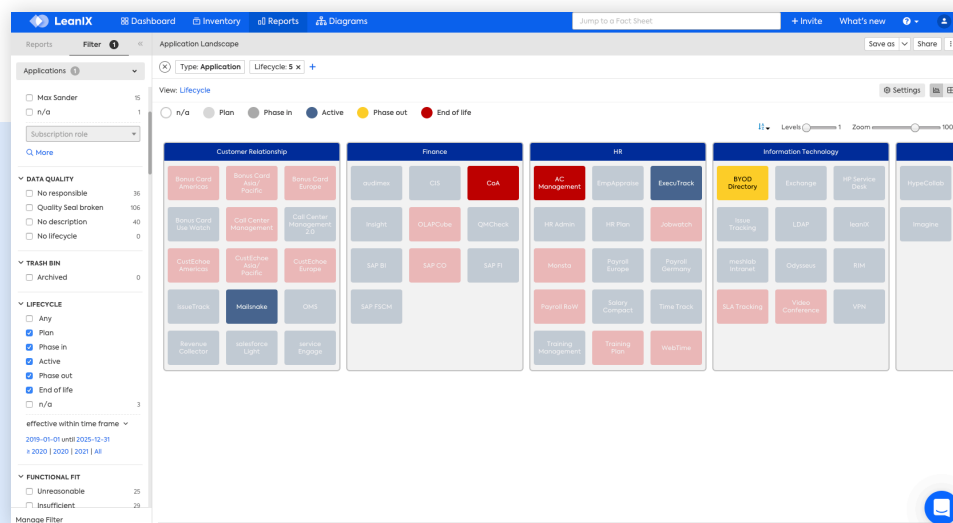 LeanIX
Dashboard
Inventory
Reports
Diagrams
Jump to a Fact Sheet
+ Invite
What's new
Reports
Filter 1
Application Landscape
Save as
Share
Applications 1
Type: Application
Lifecycle: 5 ×
+
Max Sander 15
n/a 1
Subscription role
More
View: Lifecycle
Settings
n/a
Plan
Phase in
Active
Phase out
End of life
Levels 1
Zoom 100
DATA QUALITY
No responsible 36
Quality Seal broken 106
No description 40
No lifecycle 0
TRASH BIN
Archived 0
LIFECYCLE
Any
Plan
Phase in
Active
Phase out
End of life
n/a 3
effective within time frame
2019-01-01 until 2025-12-31
2020 | 2020 | 2021 | All
FUNCTIONAL FIT
Unreasonable 25
Insufficient 29
Manage Filter
Customer Relationship
Bonus Card
Americas
Bonus Card
Asia/
Pacific
Bonus Card
Europe
Bonus Card
Use Watch
Call Center
Management
Call Center
Management
2.0
CustEchoe
Americas
CustEchoe
Asia/
Pacific
CustEchoe
Europe
IssueTrack
Mailsnake
OMS
Revenue
Collector
salesforce
Light
service
Engage
Finance
audimex
CIS
CoA
Insight
OLAPCube
QMCheck
SAP BI
SAP CO
SAP FI
SAP FSCM
HR
AC
Management
EmpApprase
ExecuTrack
HR Admin
HR Plan
Jobwatch
Monstra
Payroll
Europe
Payroll
Germany
Payroll RoW
Salary
Compact
Time Track
Training
Management
Training
Plan
WebTime
Information Technology
BYOD
Directory
Exchange
HP Service
Desk
Issue
Tracking
LDAP
leanIX
meshlab
intranet
Odysseus
RIM
SLA Tracking
Video
Conference
VPN
HypeCollab
Imagine